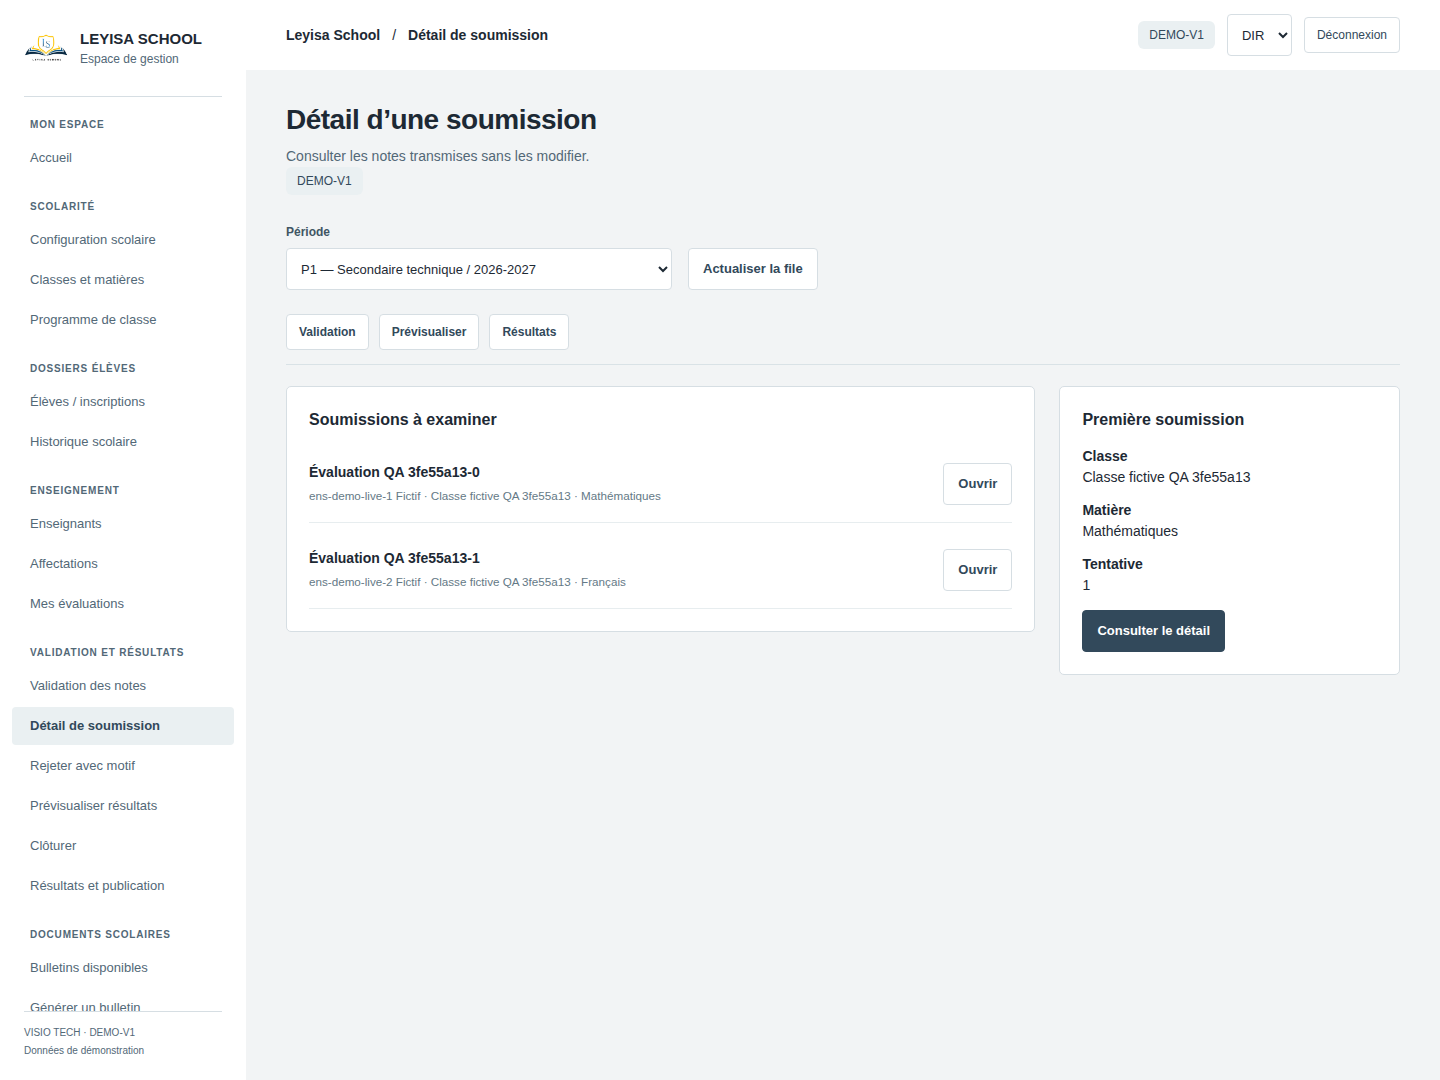 LEYISA SCHOOL
Espace de gestion
MON ESPACE
Accueil
SCOLARITÉ
Configuration scolaire
Classes et matières
Programme de classe
DOSSIERS ÉLÈVES
Élèves / inscriptions
Historique scolaire
ENSEIGNEMENT
Enseignants
Affectations
Mes évaluations
VALIDATION ET RÉSULTATS
Validation des notes
Détail de soumission
Rejeter avec motif
Prévisualiser résultats
Clôturer
Résultats et publication
DOCUMENTS SCOLAIRES
Bulletins disponibles
Générer un bulletin
VISIO TECH · DEMO-V1
Données de démonstration
Leyisa School / Détail de soumission
DEMO-V1
DIR
Déconnexion
Détail d’une soumission
Consulter les notes transmises sans les modifier.
DEMO-V1
Période
P1 — Secondaire technique / 2026-2027
Actualiser la file
Validation
Prévisualiser
Résultats
Soumissions à examiner
Évaluation QA 3fe55a13-0
ens-demo-live-1 Fictif · Classe fictive QA 3fe55a13 · Mathématiques
Ouvrir
Évaluation QA 3fe55a13-1
ens-demo-live-2 Fictif · Classe fictive QA 3fe55a13 · Français
Ouvrir
Première soumission
Classe
Classe fictive QA 3fe55a13
Matière
Mathématiques
Tentative
1
Consulter le détail